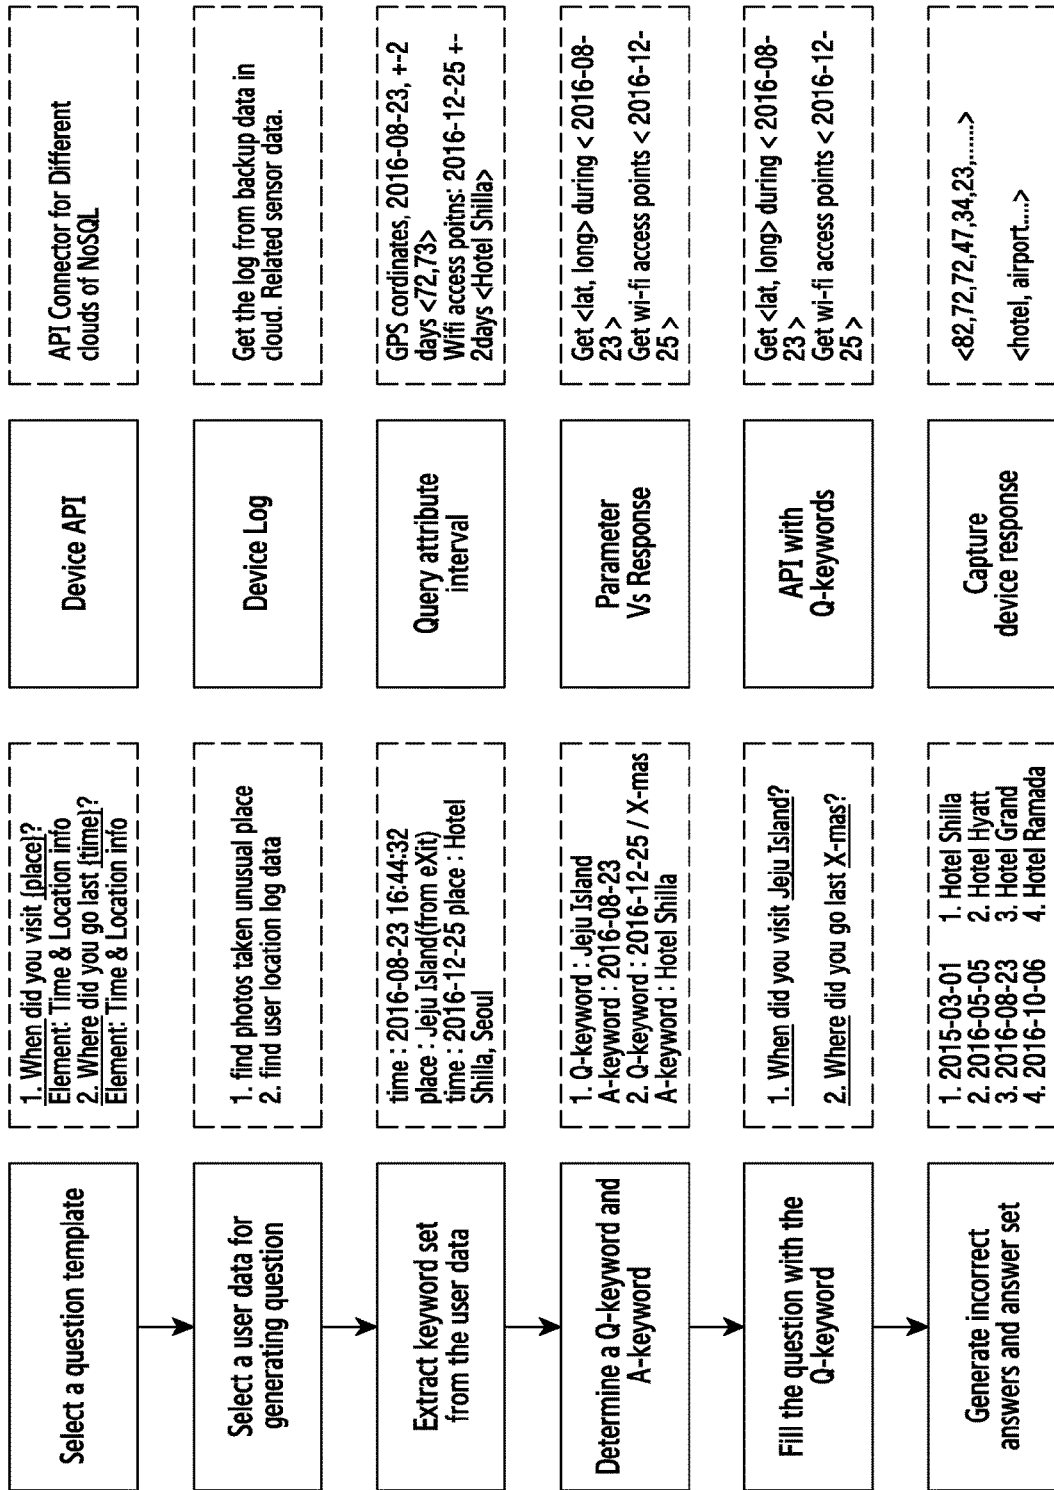 Select a question template
1. When did you visit {place}?
Element: Time & Location info
2. Where did you go last {time}?
Element: Time & Location info
Device API
API Connector for Different
clouds of NoSQL
Select a user data for
generating question
1. find photos taken unusual place
2. find user location log data
Device Log
Get the log from backup data in
cloud. Related sensor data.
Extract keyword set
from the user data
time : 2016-08-23 16:44:32
place : Jeju Island(from eXit)
time : 2016-12-25 place : Hotel
Shilla, Seoul
Query attribute
interval
GPS cordinates, 2016-08-23, +-2
days <72,73>
Wifi access poitns: 2016-12-25 +-
2days <Hotel Shilla>
Determine a Q-keyword and
A-keyword
1. Q-keyword : Jeju Island
A-keyword : 2016-08-23
2. Q-keyword : 2016-12-25 / X-mas
A-keyword : Hotel Shilla
Parameter
Vs Response
Get <lat, long> during < 2016-08-
23 >
Get wi-fi access points < 2016-12-
25 >
Fill the question with the
Q-keyword
1. When did you visit Jeju Island?
2. Where did you go last X-mas?
API with
Q-keywords
Get <lat, long> during < 2016-08-
23 >
Get wi-fi access points < 2016-12-
25 >
Generate incorrect
answers and answer set
1. 2015-03-01
2. 2016-05-05
3. 2016-08-23
4. 2016-10-06
1. Hotel Shilla
2. Hotel Hyatt
3. Hotel Grand
4. Hotel Ramada
Capture
device response
<82,72,72,47,34,23,......>
<hotel, airport.....>